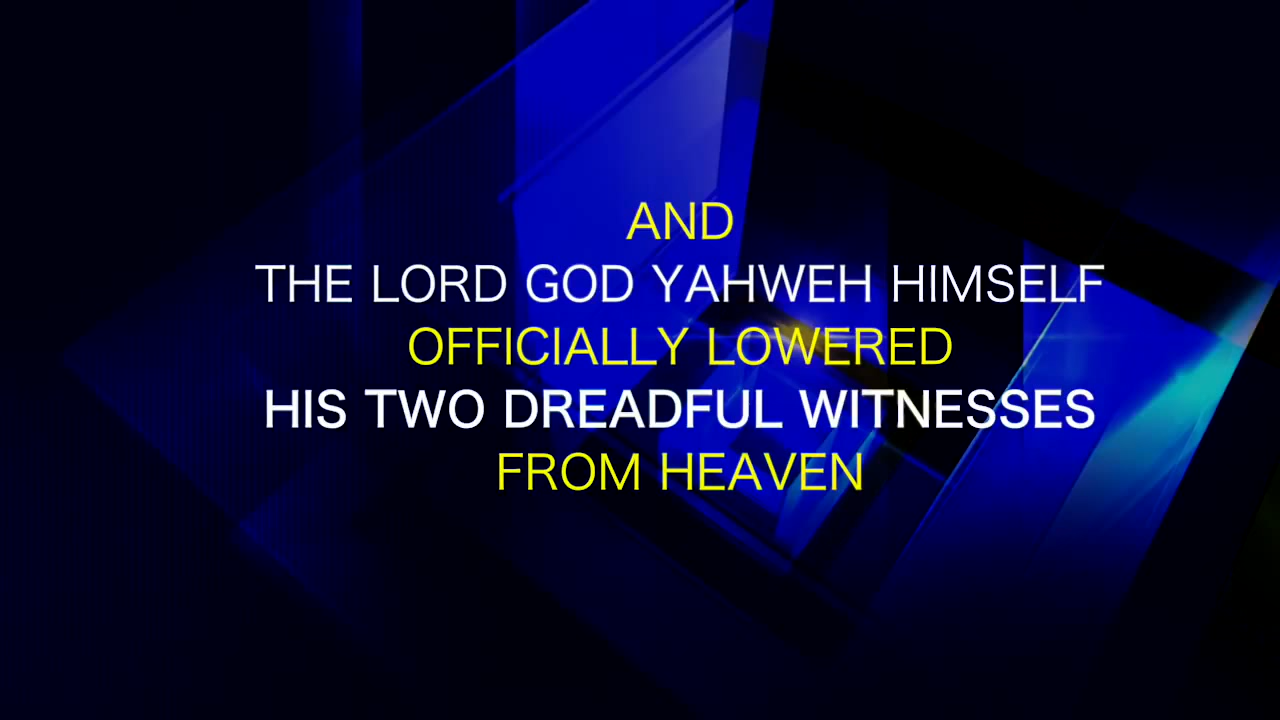 AND
THE LORD GOD YAHWEH HIMSELF
OFFICIALLY LOWERED
HIS TWO DREADFUL WITNESSES
FROM HEAVEN